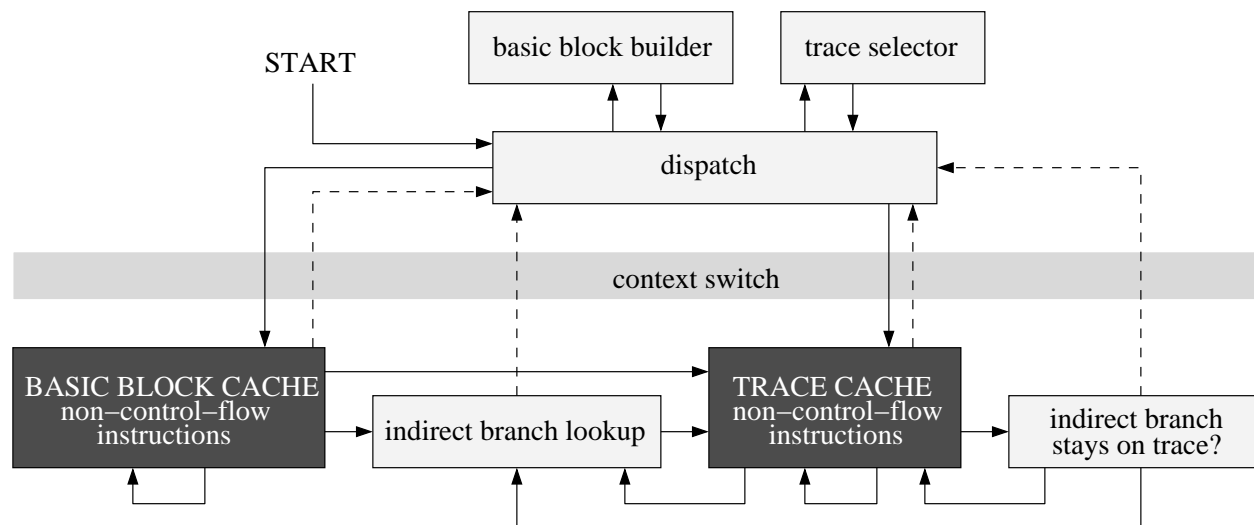 basic block builder
trace selector
START
dispatch
context switch
BASIC BLOCK CACHE
non−control−flow
instructions
indirect branch lookup
TRACE CACHE
non−control−flow
instructions
indirect branch
stays on trace?